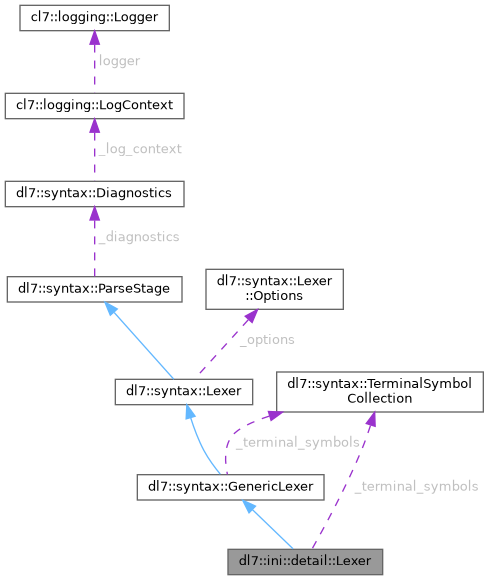 cl7::logging::Logger
logger
cl7::logging::LogContext
_log_context
dl7::syntax::Diagnostics
_diagnostics
dl7::syntax::ParseStage
dl7::syntax::Lexer
::Options
_options
dl7::syntax::Lexer
dl7::syntax::TerminalSymbol
Collection
_terminal_symbols
dl7::syntax::GenericLexer
_terminal_symbols
dl7::ini::detail::Lexer